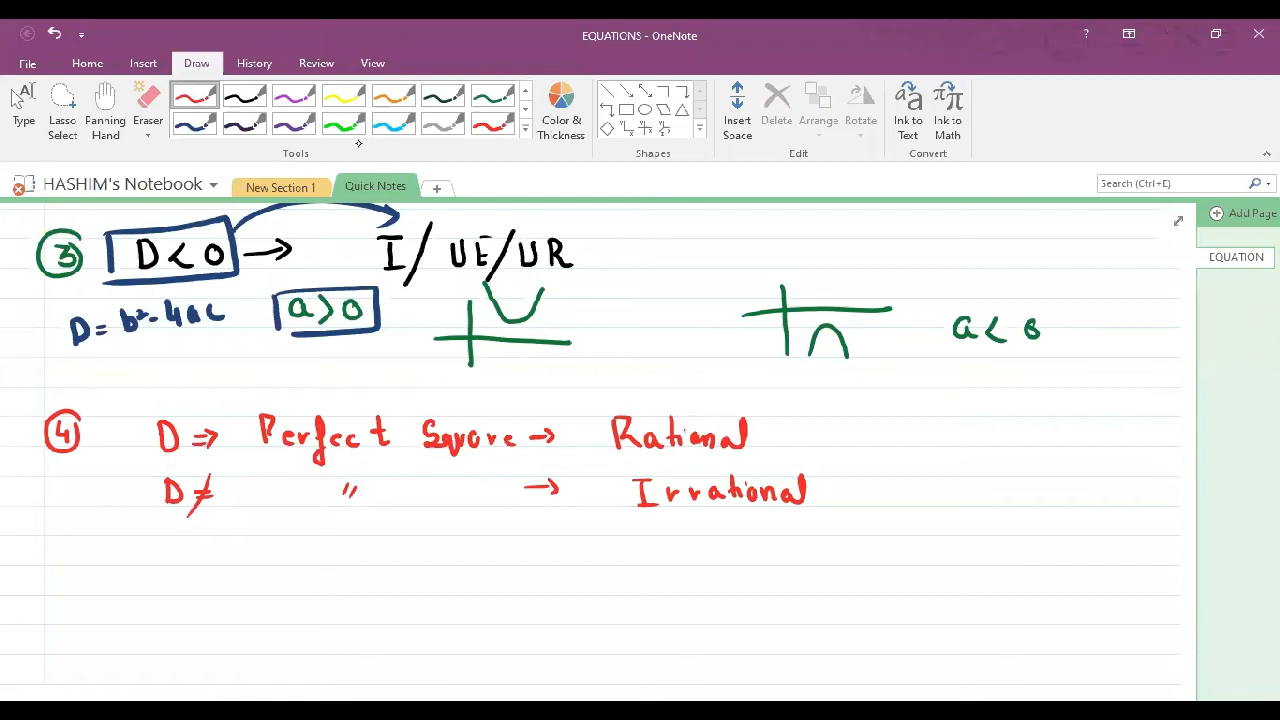 EQUATIONS - OneNote
File Home Insert Draw History Review View
Type Lasso Select Panning Hand Eraser Color & Thickness Insert Space Delete Arrange Rotate Ink to Text Ink to Math
Tools Shapes Edit Convert
HASHIM's Notebook New Section 1 Quick Notes Search (Ctrl+E)
Add Page
EQUATION
③ D < 0 → I / UE / UR
D = b² - 4ac a > 0 a < 0
④ D ⇒ Perfect Square → Rational
D ≠ " → Irrational